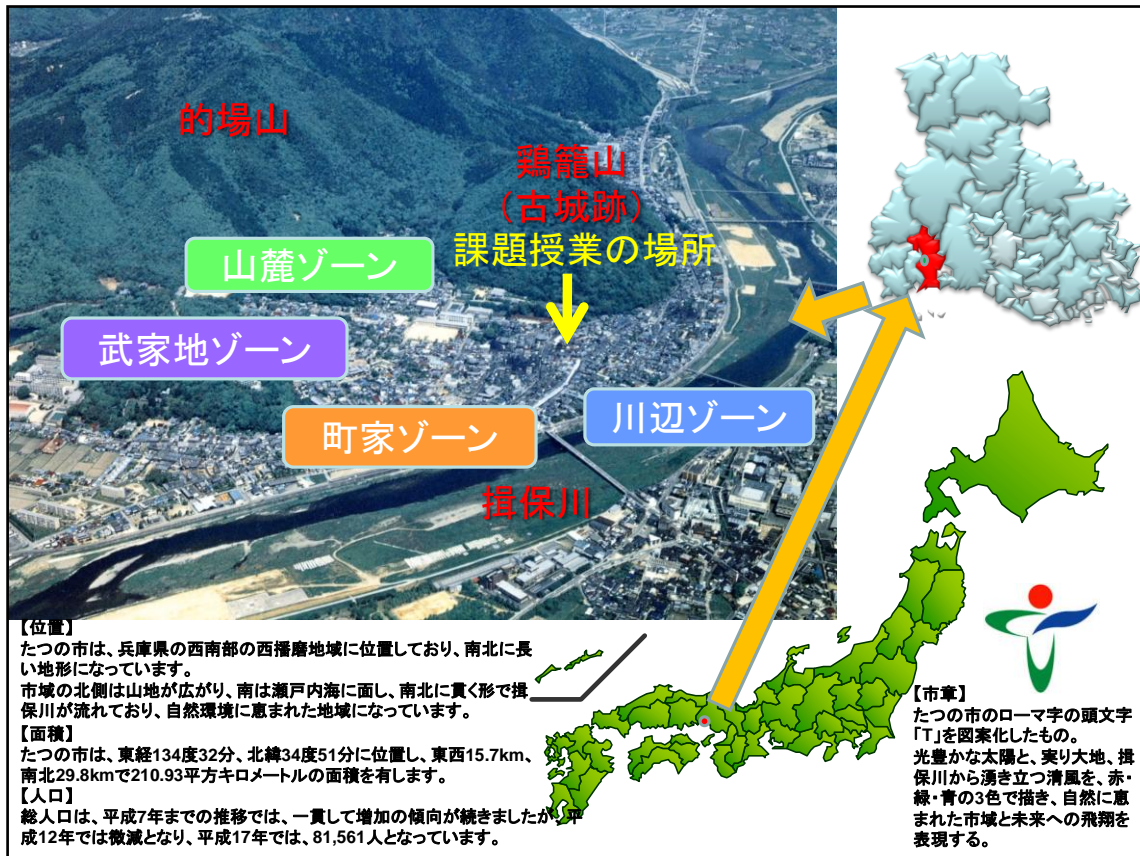 的場山
鶏籠山
（古城跡）
課題授業の場所
山麓ゾーン
武家地ゾーン
町家ゾーン
川辺ゾーン
揖保川
【位置】
たつの市は、兵庫県の西南部の西播磨地域に位置しており、南北に長
い地形になっています。
市域の北側は山地が広がり、南は瀬戸内海に面し、南北に貫く形で揖
保川が流れており、自然環境に恵まれた地域になっています。
【面積】
たつの市は、東経134度32分、北緯34度51分に位置し、東西15.7km、
南北29.8kmで210.93平方キロメートルの面積を有します。
【人口】
総人口は、平成7年までの推移では、一貫して増加の傾向が続きましたが、平
成12年では微減となり、平成17年では、81,561人となっています。
【市章】
たつの市のローマ字の頭文字
「T」を図案化したもの。
光豊かな太陽と、実り大地、揖
保川から湧き立つ清風を、赤・
緑・青の3色で描き、自然に恵
まれた市域と未来への飛翔を
表現する。